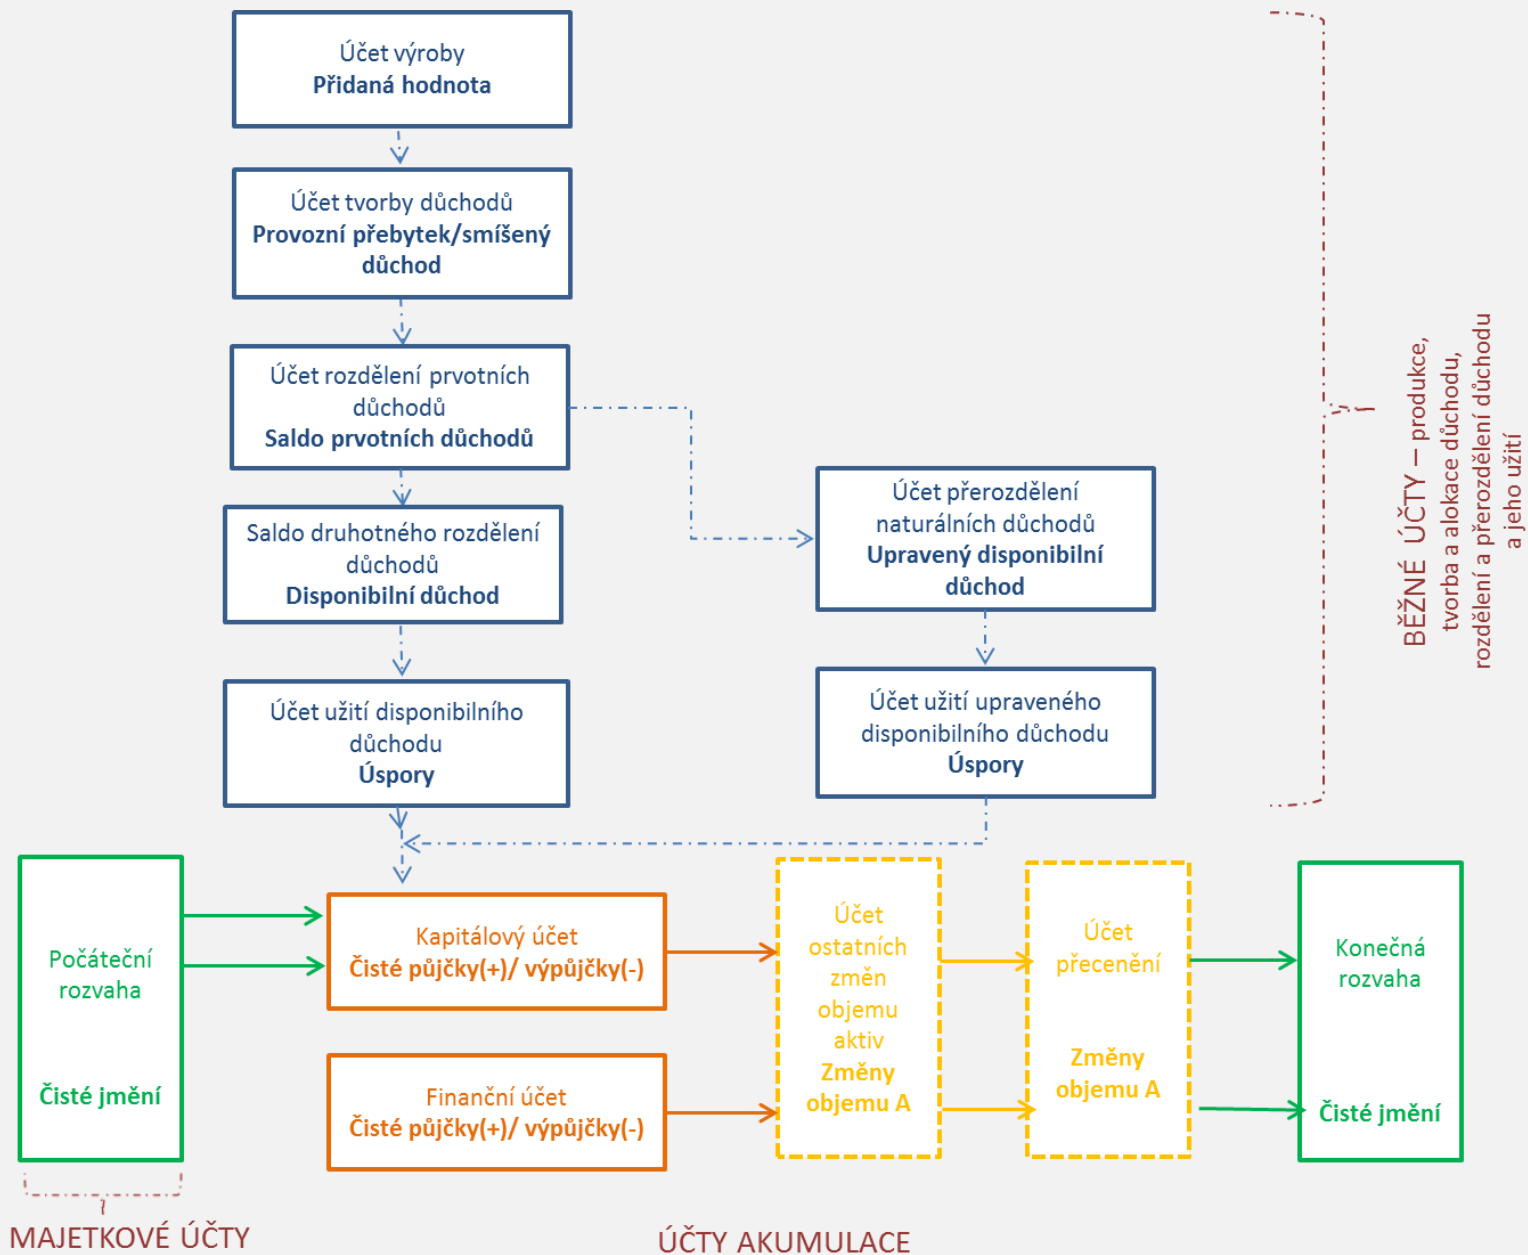 Účet výroby
Přidaná hodnota
Účet tvorby důchodů
Provozní přebytek/smíšený
důchod
Účet rozdělení prvotních
důchodů
Saldo prvotních důchodů
Saldo druhotného rozdělení
důchodů
Disponibilní důchod
Účet užití disponibilního
důchodu
Úspory
Účet přerozdělení
naturálních důchodů
Upravený disponibilní
důchod
Účet užití upraveného
disponibilního důchodu
Úspory
BĚŽNÉ ÚČTY – produkce,
tvorba a alokace důchodu,
rozdělení a přerozdělení důchodu
a jeho užití
Počáteční
rozvaha
Čisté jmění
Kapitálový účet
Čisté půjčky(+)/ výpůjčky(-)
Finanční účet
Čisté půjčky(+)/ výpůjčky(-)
Účet
ostatních
změn
objemu
aktiv
Změny
objemu A
Účet
přecenění
Změny
objemu A
Konečná
rozvaha
Čisté jmění
MAJETKOVÉ ÚČTY
ÚČTY AKUMULACE